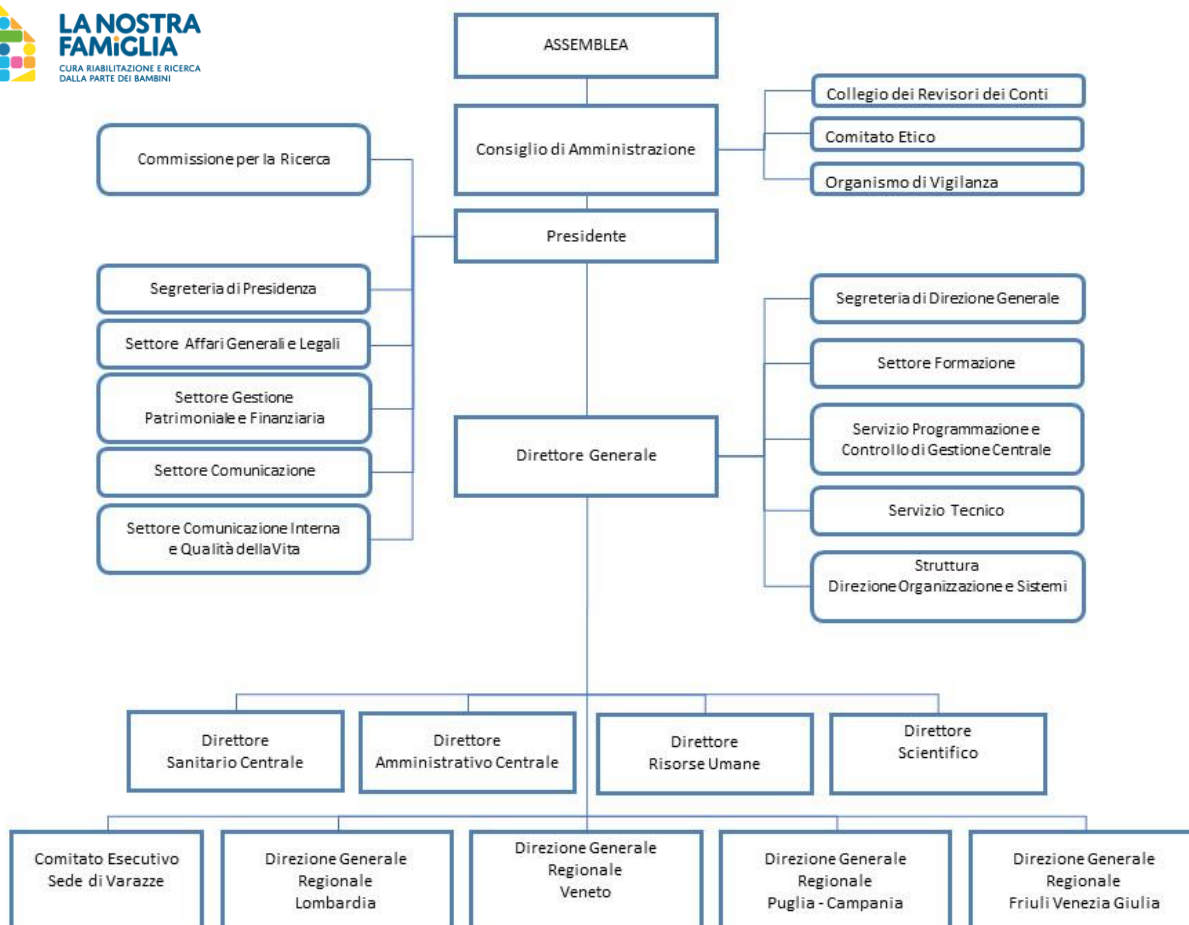 LA NOSTRA
FAMiGLIA
CURA RIABILITAZIONE E RICERCA
DALLA PARTE DEI BAMBINI
ASSEMBLEA
Consiglio di Amministrazione
Collegio dei Revisori dei Conti
Comitato Etico
Organismo di Vigilanza
Commissione per la Ricerca
Presidente
Segreteria di Presidenza
Settore Affari Generali e Legali
Settore Gestione
Patrimoniale e Finanziaria
Settore Comunicazione
Settore Comunicazione Interna
e Qualità della Vita
Direttore Generale
Segreteria di Direzione Generale
Settore Formazione
Servizio Programmazione e
Controllo di Gestione Centrale
Servizio Tecnico
Struttura
Direzione Organizzazione e Sistemi
Direttore
Sanitario Centrale
Direttore
Amministrativo Centrale
Direttore
Risorse Umane
Direttore
Scientifico
Comitato Esecutivo
Sede di Varazze
Direzione Generale
Regionale
Lombardia
Direzione Generale
Regionale
Veneto
Direzione Generale
Regionale
Puglia - Campania
Direzione Generale
Regionale
Friuli Venezia Giulia